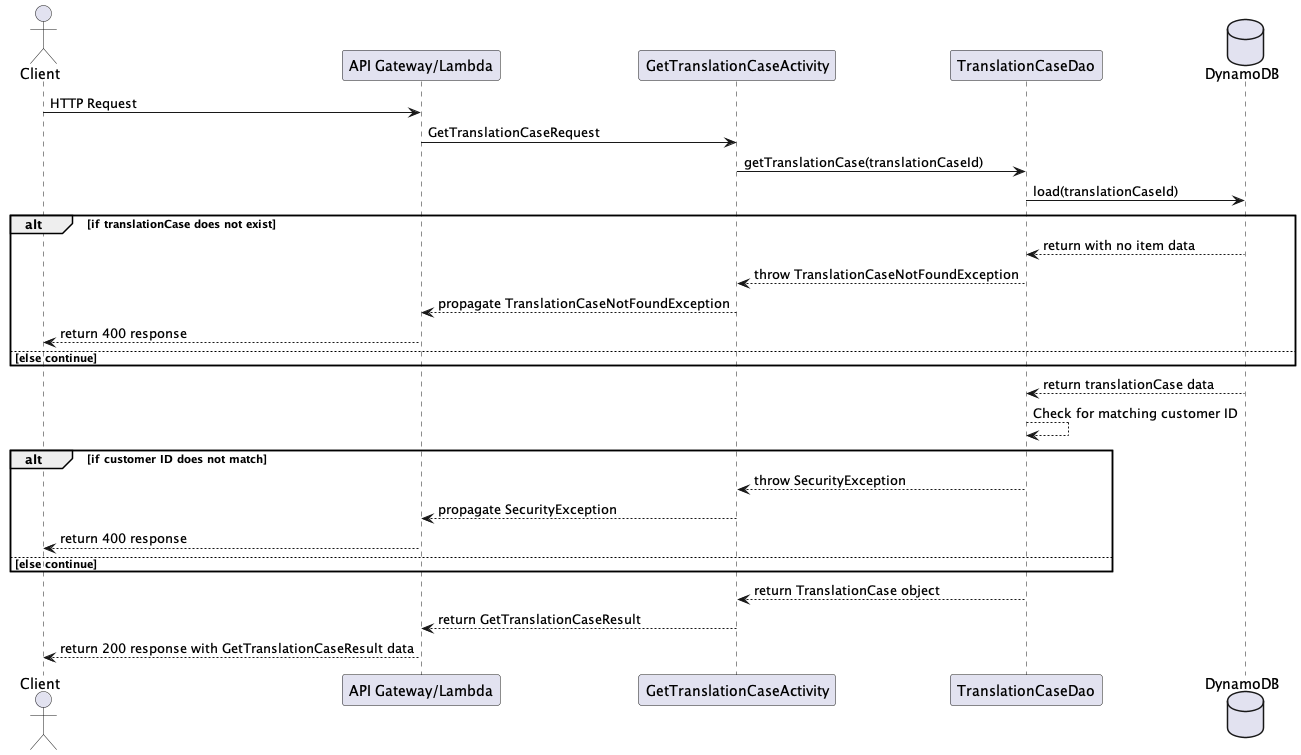 Client
API Gateway/Lambda
GetTranslationCaseActivity
TranslationCaseDao
DynamoDB
HTTP Request
GetTranslationCaseRequest
getTranslationCase(translationCaseId)
load(translationCaseId)
alt [if translationCase does not exist]
return with no item data
throw TranslationCaseNotFoundException
propagate TranslationCaseNotFoundException
return 400 response
[else continue]
return translationCase data
Check for matching customer ID
alt [if customer ID does not match]
throw SecurityException
propagate SecurityException
return 400 response
[else continue]
return TranslationCase object
return GetTranslationCaseResult
return 200 response with GetTranslationCaseResult data
Client
API Gateway/Lambda
GetTranslationCaseActivity
TranslationCaseDao
DynamoDB